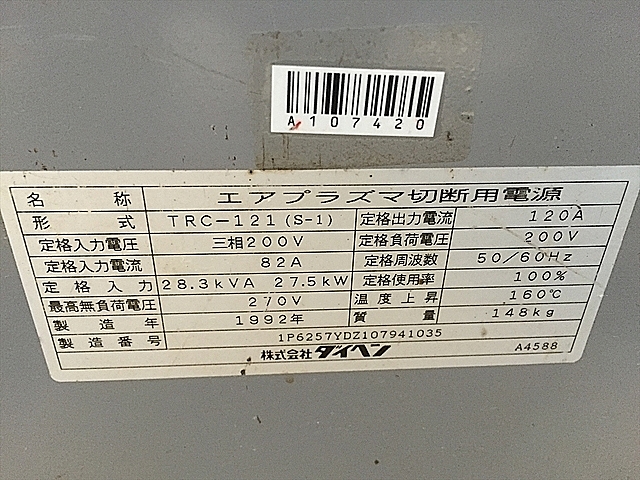 A107420
名称 エアプラズマ切断用電源
形式 TRC-121(S-1) 定格出力電流 120A
定格入力電圧 三相200V 定格負荷電圧 200V
定格入力電流 82A 定格周波数 50/60Hz
定格入力 28.3kVA 27.5kW 定格使用率 100%
最高無負荷電圧 270V 温度上昇 160℃
製造年 1992年 質量 148kg
製造番号 1P6257YDZ107941035
株式会社ダイヘン A4588